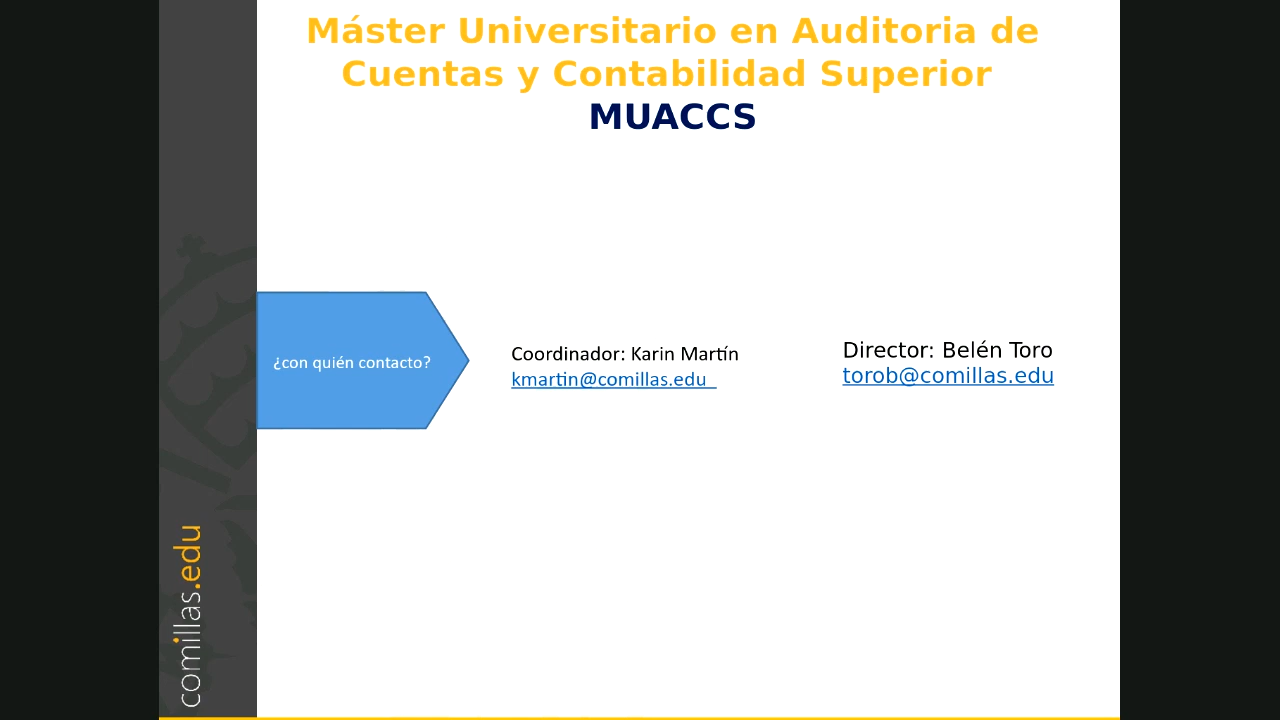 Máster Universitario en Auditoria de
Cuentas y Contabilidad Superior
MUACCS
¿con quién contacto?
Coordinador: Karin Martín
kmartin@comillas.edu
Director: Belén Toro
torob@comillas.edu
comillas.edu